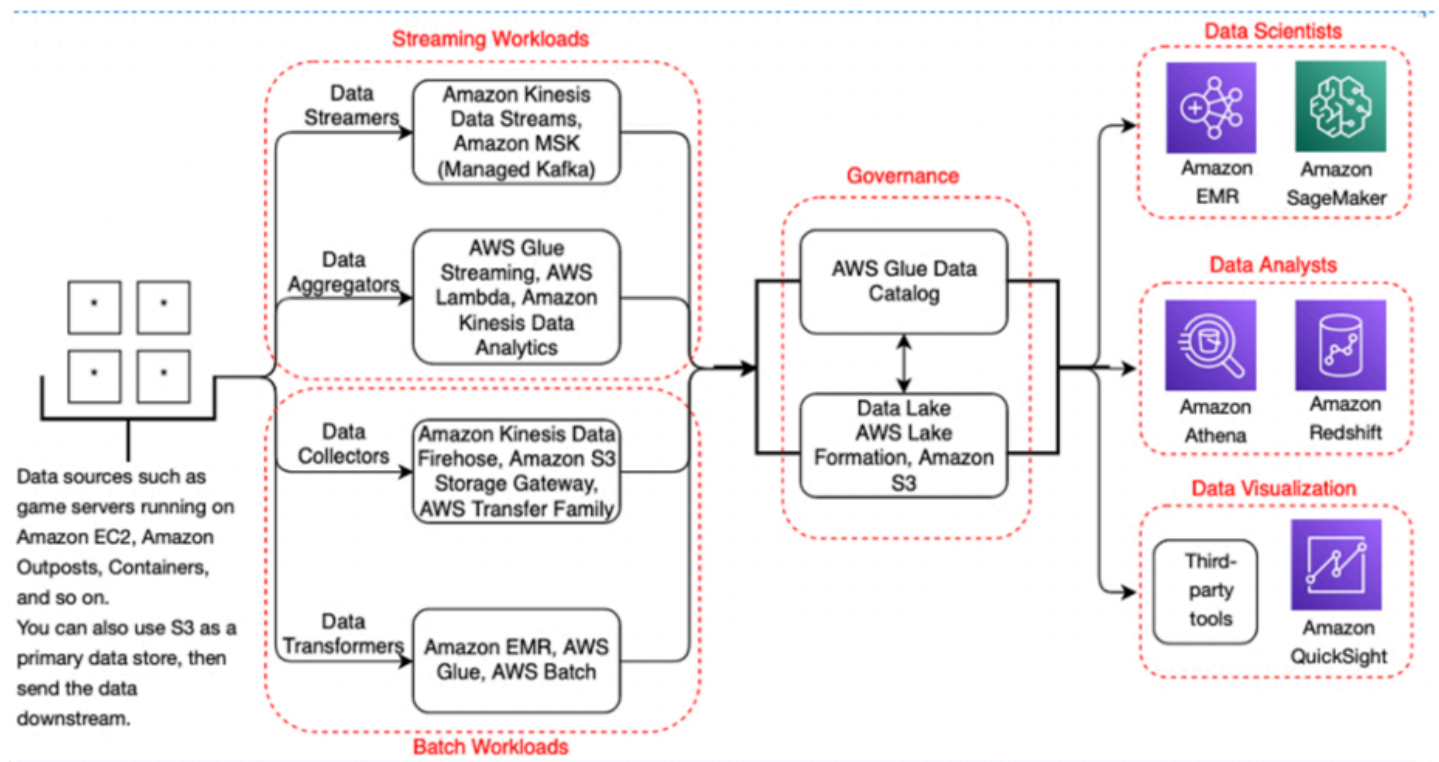 Streaming Workloads
Data
Streamers
Amazon Kinesis
Data Streams,
Amazon MSK
(Managed Kafka)
Data
Aggregators
AWS Glue
Streaming, AWS
Lambda, Amazon
Kinesis Data
Analytics
*
*
*
*
Data sources such as
game servers running on
Amazon EC2, Amazon
Outposts, Containers,
and so on.
You can also use S3 as a
primary data store, then
send the data
downstream.
Data
Collectors
Amazon Kinesis Data
Firehose, Amazon S3
Storage Gateway,
AWS Transfer Family
Data
Transformers
Amazon EMR, AWS
Glue, AWS Batch
Batch Workloads
Governance
AWS Glue Data
Catalog
Data Lake
AWS Lake
Formation, Amazon
S3
Data Scientists
Amazon
EMR
Amazon
SageMaker
Data Analysts
Amazon
Athena
Amazon
Redshift
Data Visualization
Third-
party
tools
Amazon
QuickSight